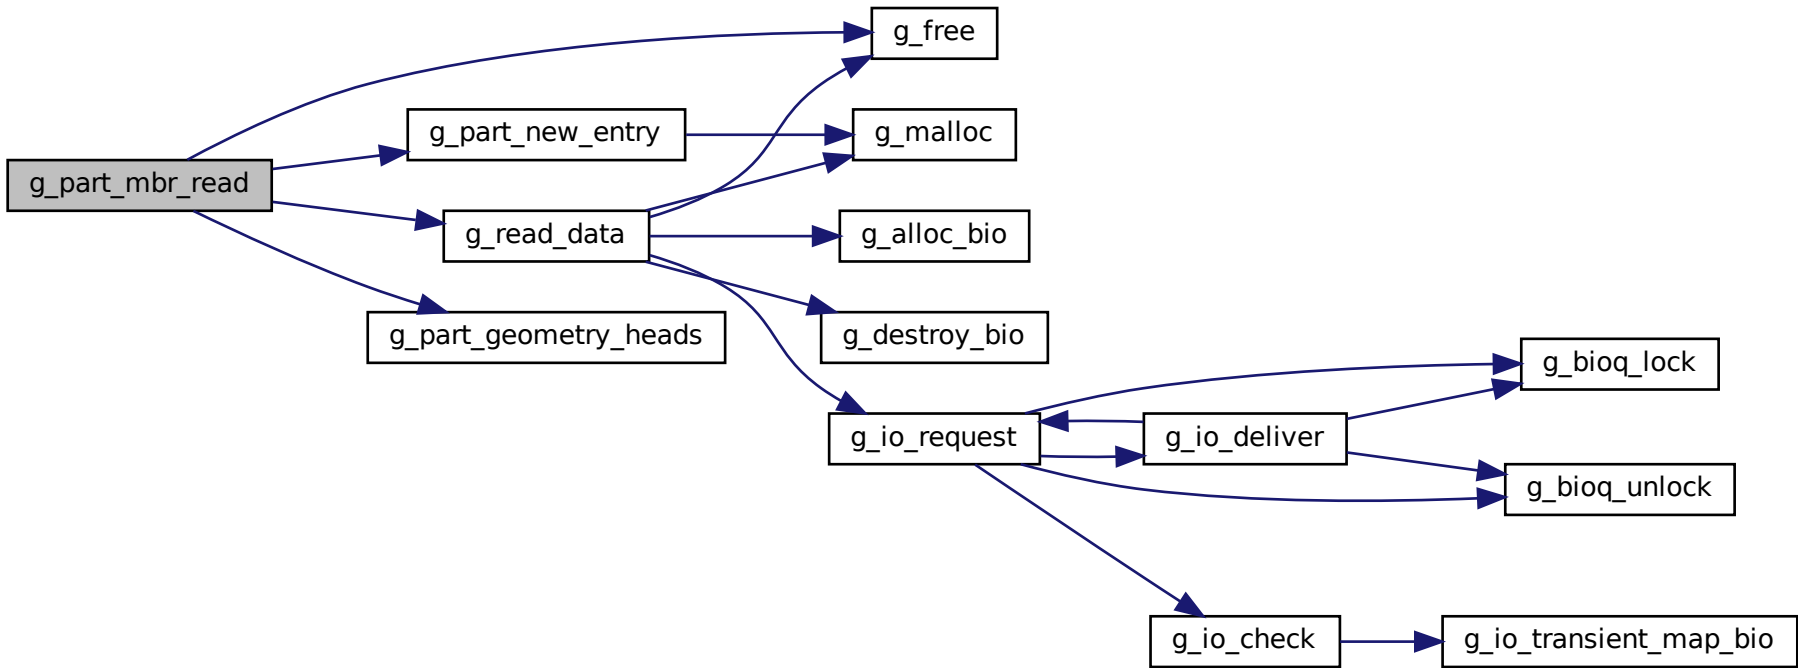 g_free
g_part_new_entry
g_malloc
g_part_mbr_read
g_read_data
g_alloc_bio
g_part_geometry_heads
g_destroy_bio
g_bioq_lock
g_io_request
g_io_deliver
g_bioq_unlock
g_io_check
g_io_transient_map_bio